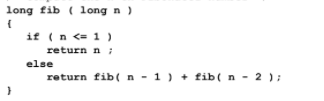 long fib ( long n )
{
if ( n <= 1 )
return n ;
else
return fib( n - 1 ) + fib( n - 2 );
}